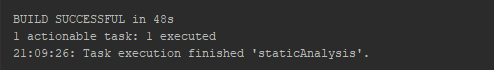 BUILD SUCCESSFUL in 48s
1 actionable task: 1 executed
21:09:26: Task execution finished 'staticAnalysis'.